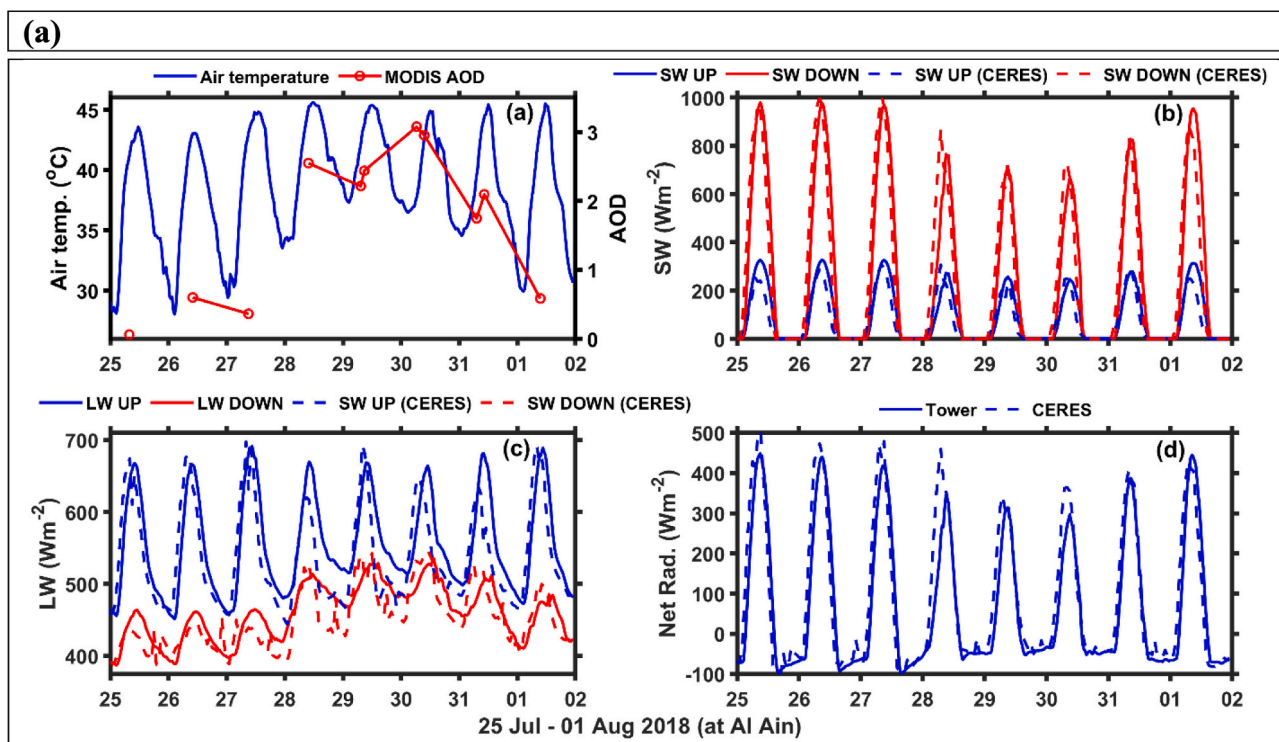 (a)
Air temperature MODIS AOD
SW UP SW DOWN SW UP (CERES) SW DOWN (CERES)
(a)
45
40
35
30
Air temp. (°C)
3
2
1
0
AOD
25 26 27 28 29 30 31 01 02
(b)
1000
800
600
400
200
0
SW (Wm-2)
25 26 27 28 29 30 31 01 02
LW UP LW DOWN SW UP (CERES) SW DOWN (CERES)
Tower CERES
(c)
700
600
500
400
LW (Wm-2)
25 26 27 28 29 30 31 01 02
(d)
500
400
300
200
100
0
-100
Net Rad. (Wm-2)
25 26 27 28 29 30 31 01 02
25 Jul - 01 Aug 2018 (at Al Ain)